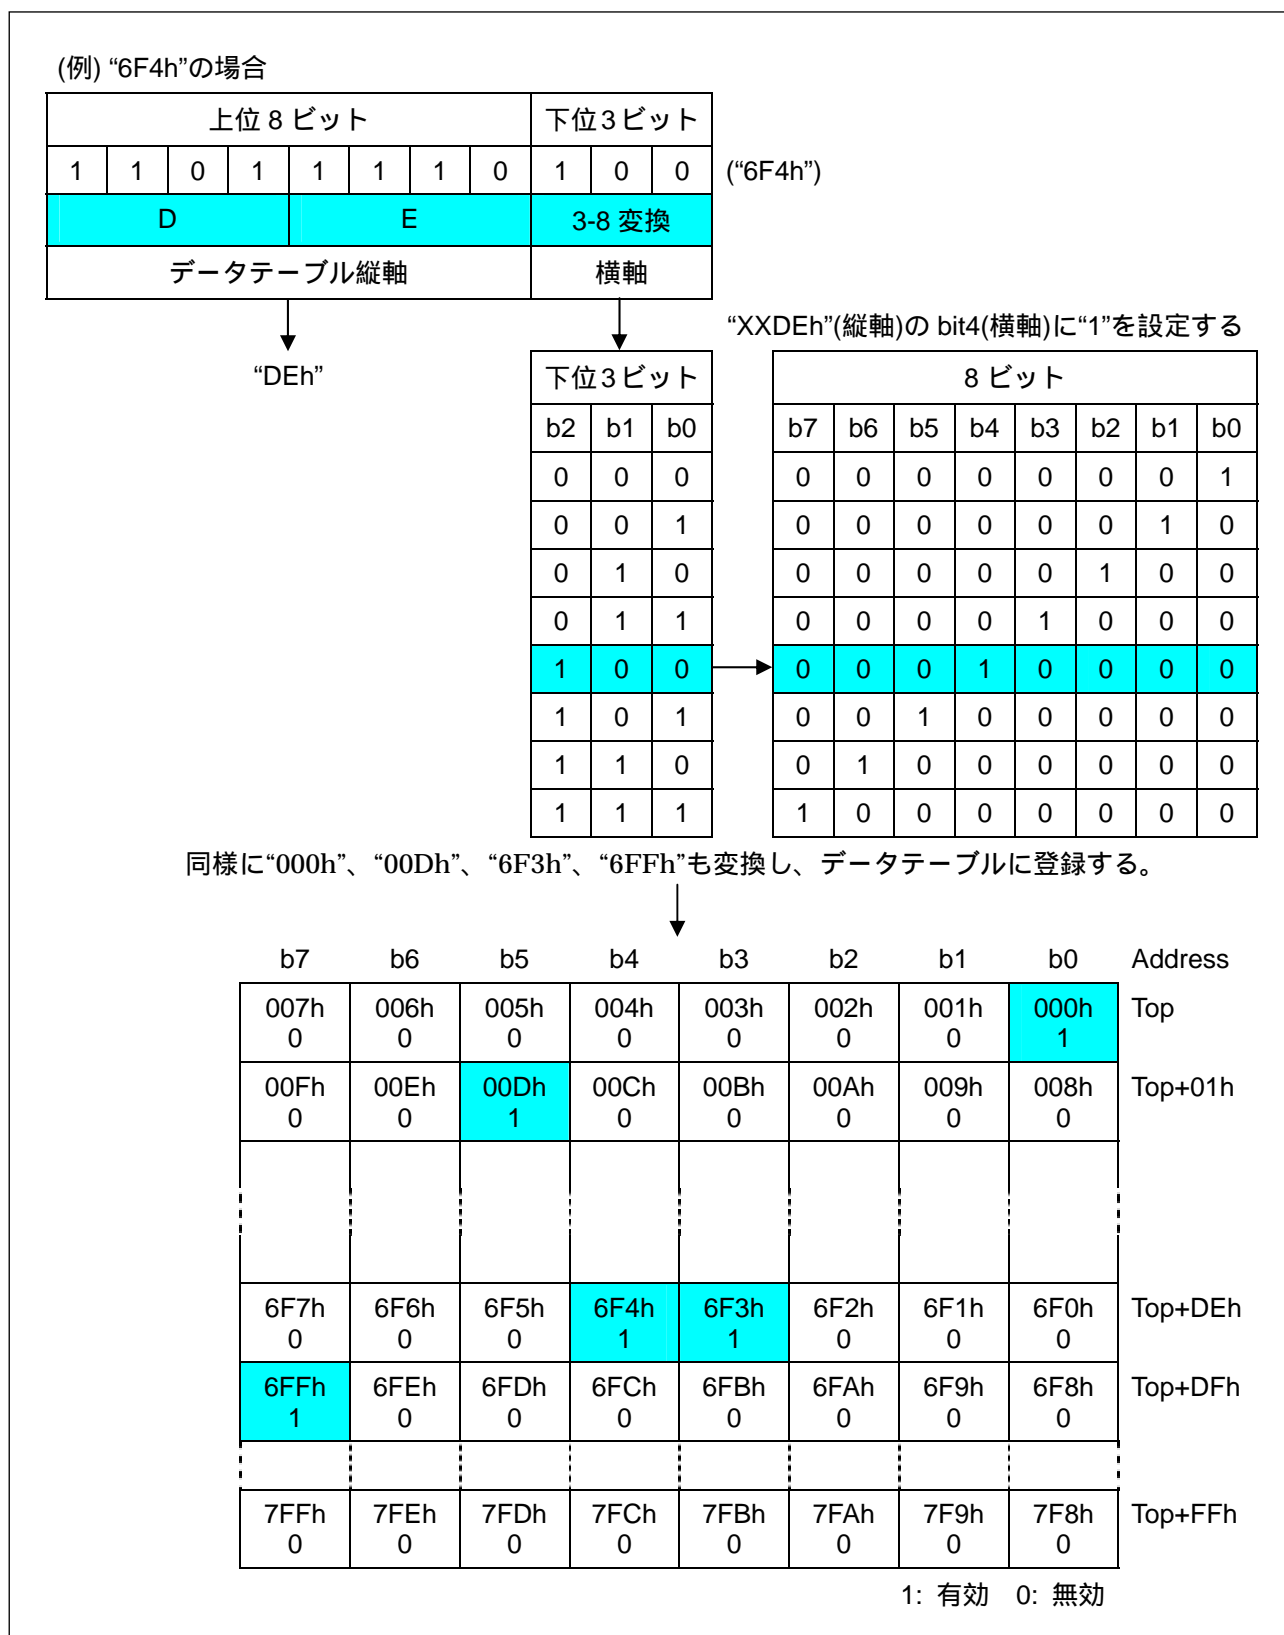 (例) “6F4h”の場合
上位 8 ビット 下位 3 ビット
1 1 0 1 1 1 1 0 1 0 0 (“6F4h”)
D E 3-8 変換
データテーブル縦軸 横軸
“XXDEh”(縦軸)の bit4(横軸)に“1”を設定する
“DEh” 下位 3 ビット 8 ビット
b2 b1 b0 b7 b6 b5 b4 b3 b2 b1 b0
0 0 0 0 0 0 0 0 0 0 1
0 0 1 0 0 0 0 0 0 1 0
0 1 0 0 0 0 0 0 1 0 0
0 1 1 0 0 0 0 1 0 0 0
1 0 0 0 0 0 1 0 0 0 0
1 0 1 0 0 1 0 0 0 0 0
1 1 0 0 1 0 0 0 0 0 0
1 1 1 1 0 0 0 0 0 0 0
同様に“000h”、“00Dh”、“6F3h”、“6FFh”も変換し、データテーブルに登録する。
b7 b6 b5 b4 b3 b2 b1 b0 Address
007h 006h 005h 004h 003h 002h 001h 000h Top
0 0 0 0 0 0 0 1
00Fh 00Eh 00Dh 00Ch 00Bh 00Ah 009h 008h Top+01h
0 0 1 0 0 0 0 0
6F7h 6F6h 6F5h 6F4h 6F3h 6F2h 6F1h 6F0h Top+DEh
0 0 0 1 1 0 0 0
6FFh 6FEh 6FDh 6FCh 6FBh 6FAh 6F9h 6F8h Top+DFh
1 0 0 0 0 0 0 0
7FFh 7FEh 7FDh 7FCh 7FBh 7FAh 7F9h 7F8h Top+FFh
0 0 0 0 0 0 0 0
1: 有効 0: 無効